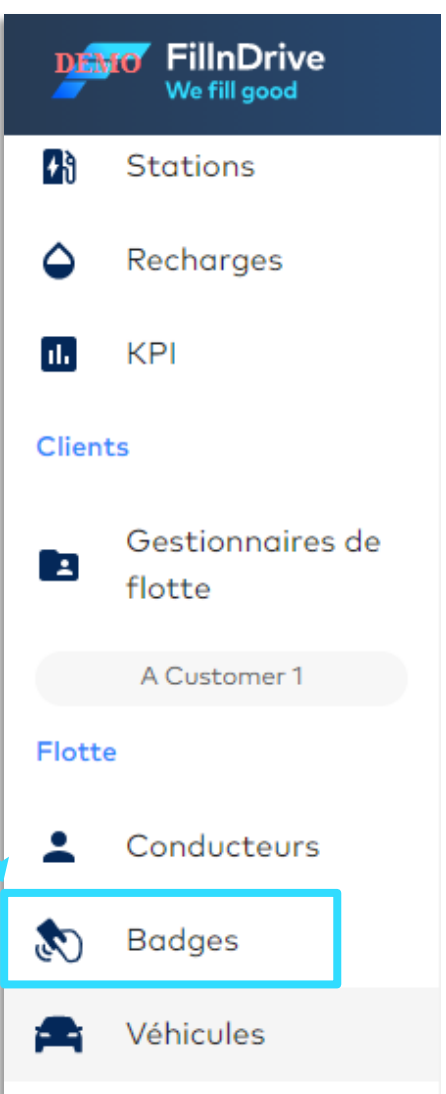 DEMO FillnDrive
We fill good
Stations
Recharges
KPI
Clients
Gestionnaires de
flotte
A Customer 1
Flotte
Conducteurs
Badges
Véhicules